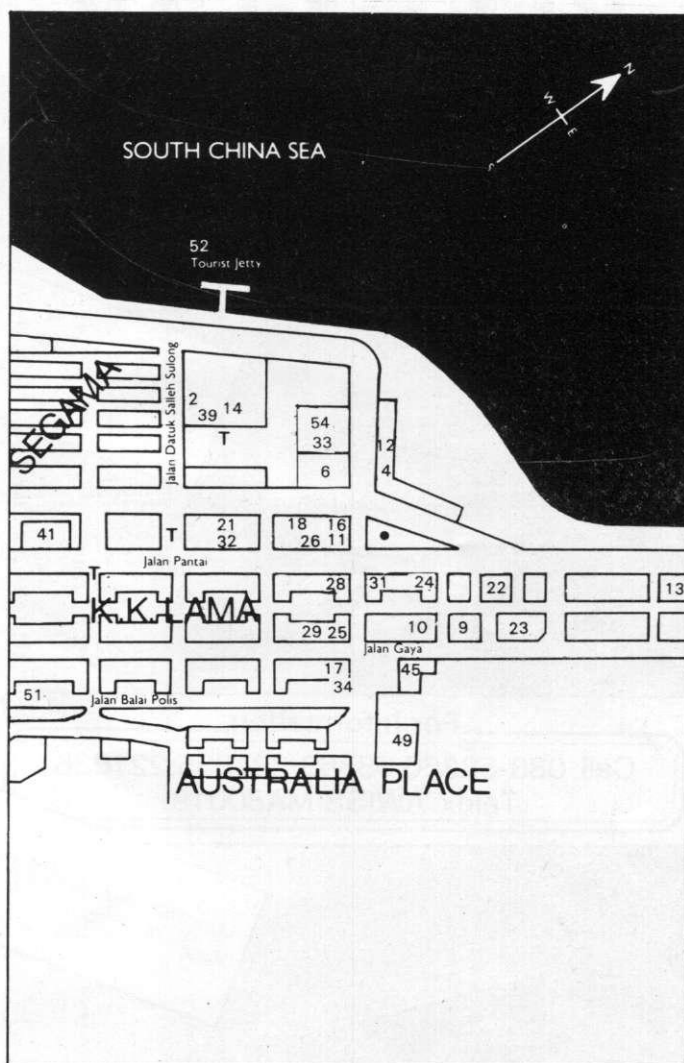 N
W
E
S
SOUTH CHINA SEA
52
Tourist Jetty
SEGAMA
Jalan Datuk Salleh Sulong
2
39 14
T
54
33
6
12
4
41
T
21
32
18 16
26 11
Jalan Pantai
T
28
31 24
22
13
K.K. LAMA
29 25
10
9
23
Jalan Gaya
17
34
45
51
Jalan Balai Polis
49
AUSTRALIA PLACE